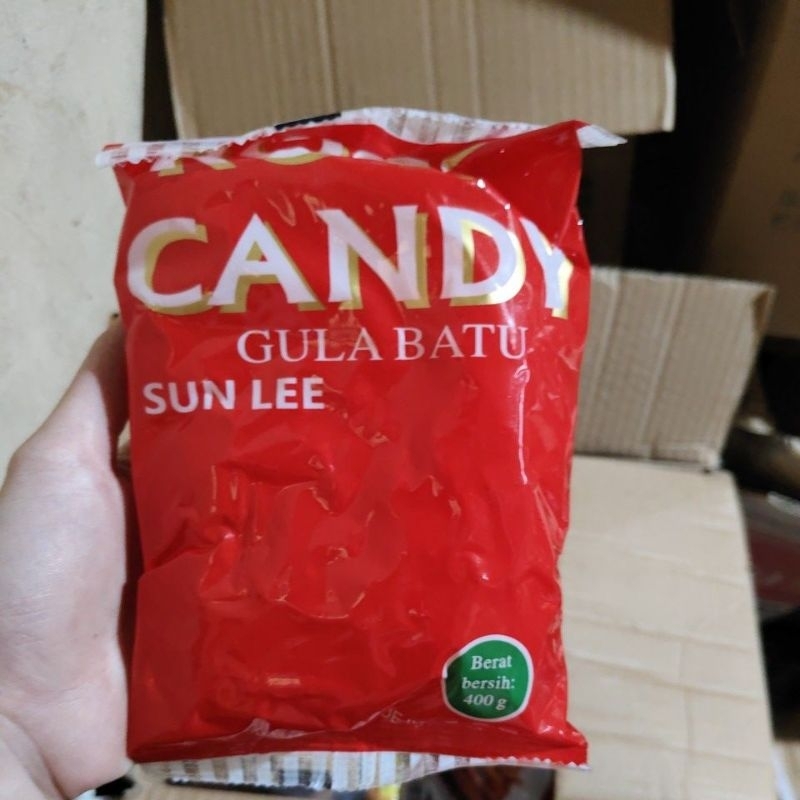 CANDY
GULA BATU
SUN LEE
Berat
bersih:
400 g